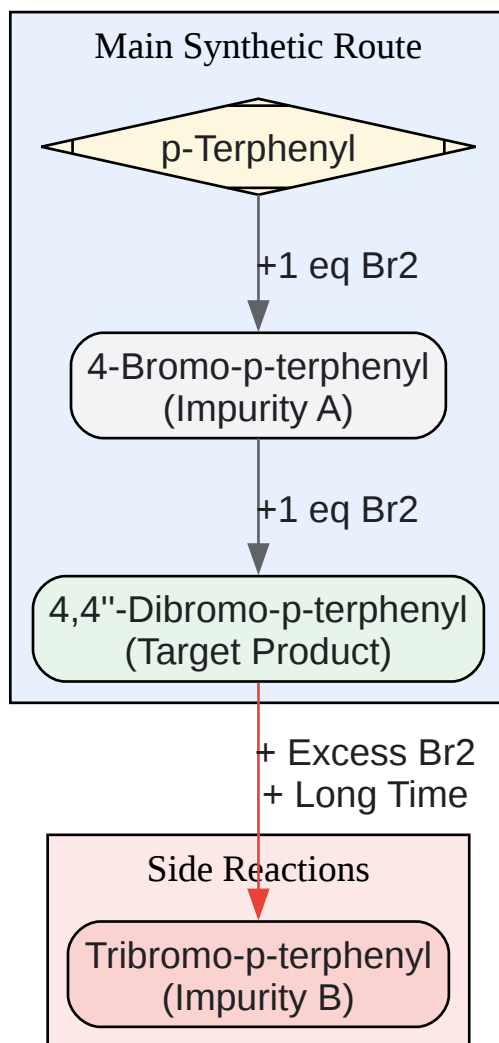 Main Synthetic Route
p-Terphenyl
+1 eq Br2
4-Bromo-p-terphenyl
(Impurity A)
+1 eq Br2
4,4''-Dibromo-p-terphenyl
(Target Product)
+ Excess Br2
+ Long Time
Side Reactions
Tribromo-p-terphenyl
(Impurity B)